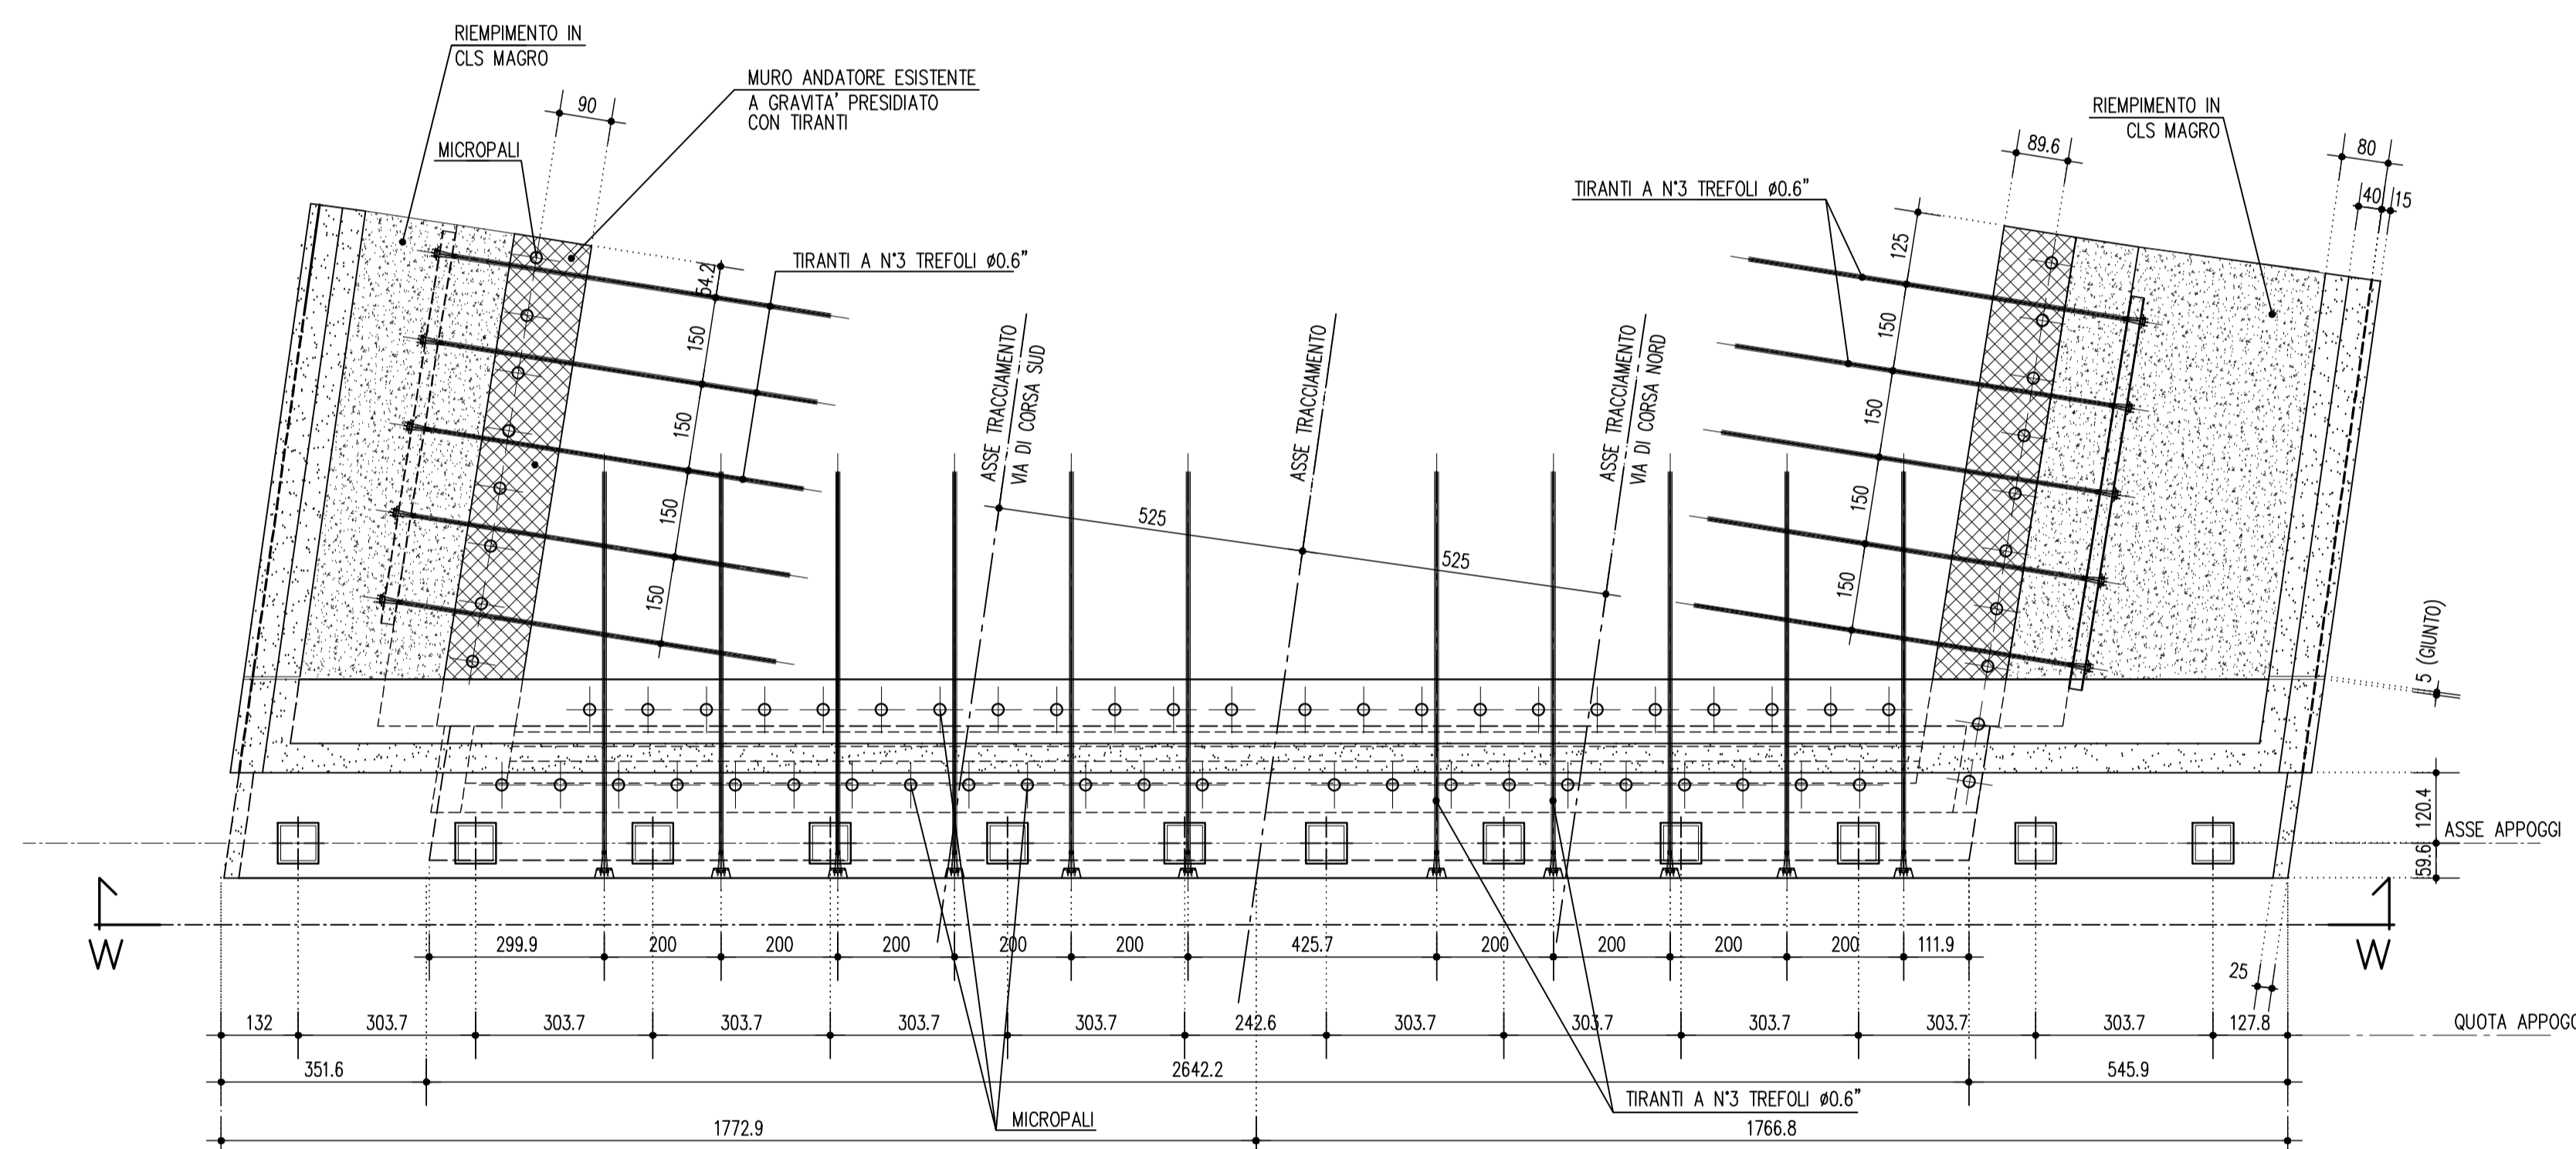 RIEMPIMENTO IN
CLS MAGRO
90
MURO ANDATORE ESISTENTE
A GRAVITA' PRESIDIATO
CON TIRANTI
MICROPALI
TIRANTI A N°3 TREFOLI ø0.6"
54.2
150
150
150
150
ASSE TRACCIAMENTO
VIA DI CORSA SUD
ASSE TRACCIAMENTO
ASSE TRACCIAMENTO
VIA DI CORSA NORD
525
525
TIRANTI A N°3 TREFOLI ø0.6"
125
150
150
150
150
RIEMPIMENTO IN
CLS MAGRO
89.6
80
40
15
5 (GIUNTO)
120.4
59.6
ASSE APPOGGI
W
W
299.9
200
200
200
200
200
425.7
200
200
200
200
111.9
25
132
303.7
303.7
303.7
303.7
303.7
242.6
303.7
303.7
303.7
303.7
303.7
127.8
QUOTA
351.6
2642.2
545.9
MICROPALI
TIRANTI A N°3 TREFOLI ø0.6"
1772.9
1766.8